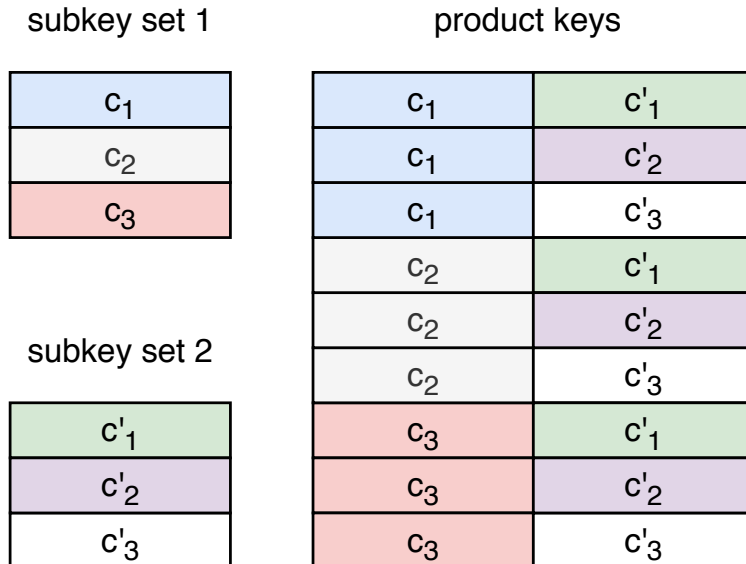 subkey set 1
c₁
c₂
c₃
subkey set 2
c'₁
c'₂
c'₃
product keys
c₁ c'₁
c₁ c'₂
c₁ c'₃
c₂ c'₁
c₂ c'₂
c₂ c'₃
c₃ c'₁
c₃ c'₂
c₃ c'₃